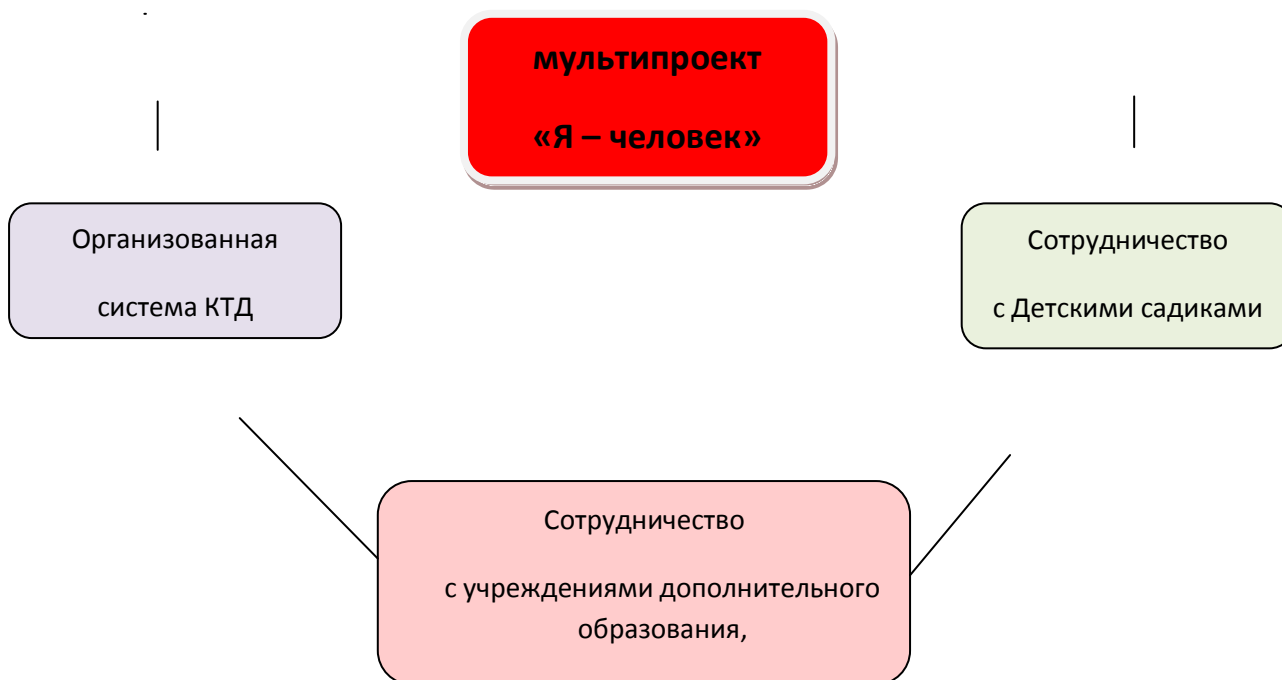 мультипроект
«Я – человек»
Организованная
система КТД
Сотрудничество
с Детскими садиками
Сотрудничество
с учреждениями дополнительного
образования,